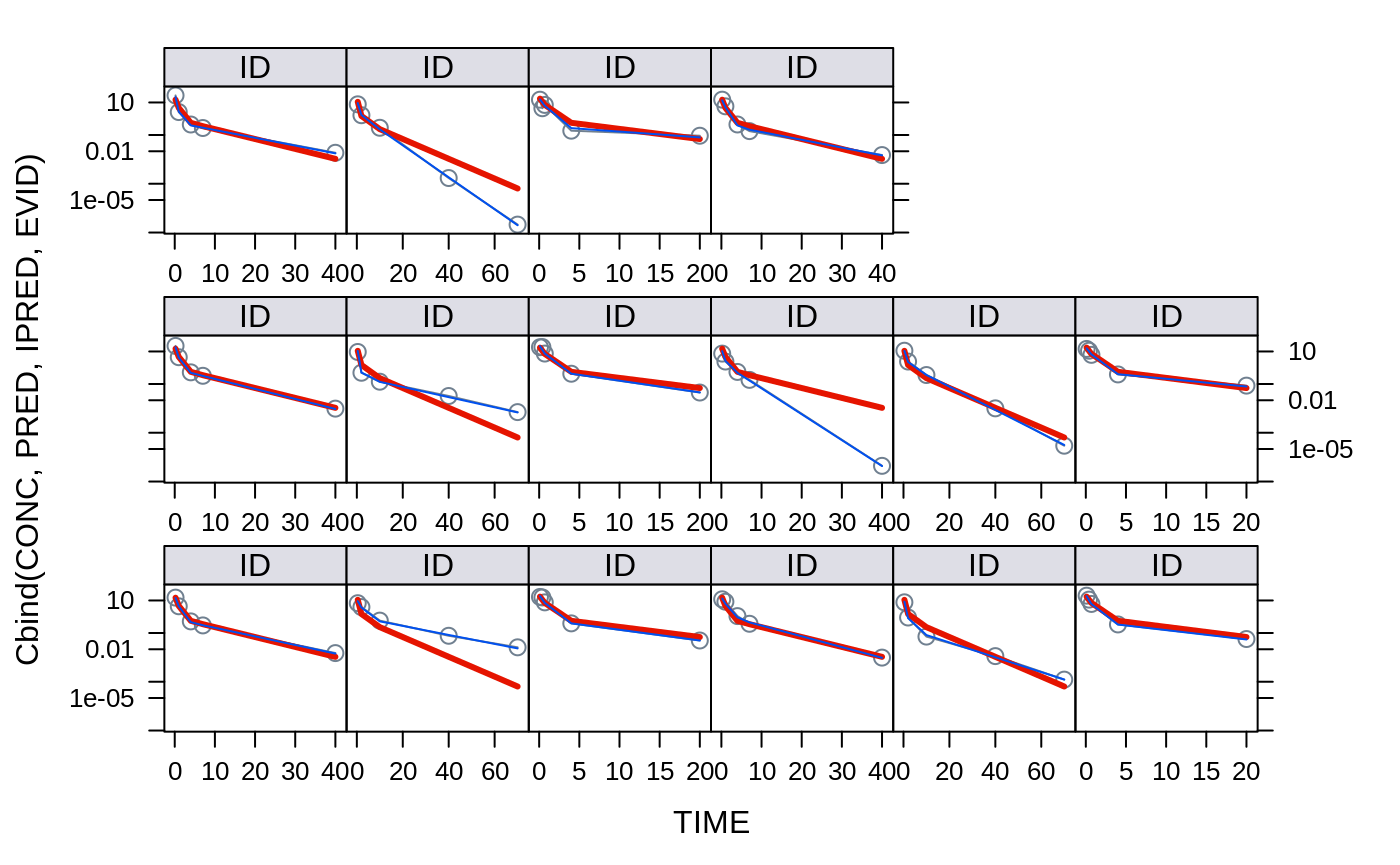 ID ID ID ID
10
0.01
1e-05
0 10 20 30 40 0 20 40 60 0 5 10 15 20 0 10 20 30 40
ID ID ID ID ID ID
10
0.01
1e-05
0 10 20 30 40 0 20 40 60 0 5 10 15 20 0 10 20 30 40 0 20 40 60 0 5 10 15 20
ID ID ID ID ID ID
10
0.01
1e-05
0 10 20 30 40 0 20 40 60 0 5 10 15 20 0 10 20 30 40 0 20 40 60 0 5 10 15 20
TIME
Cbind(CONC, PRED, IPRED, EVID)